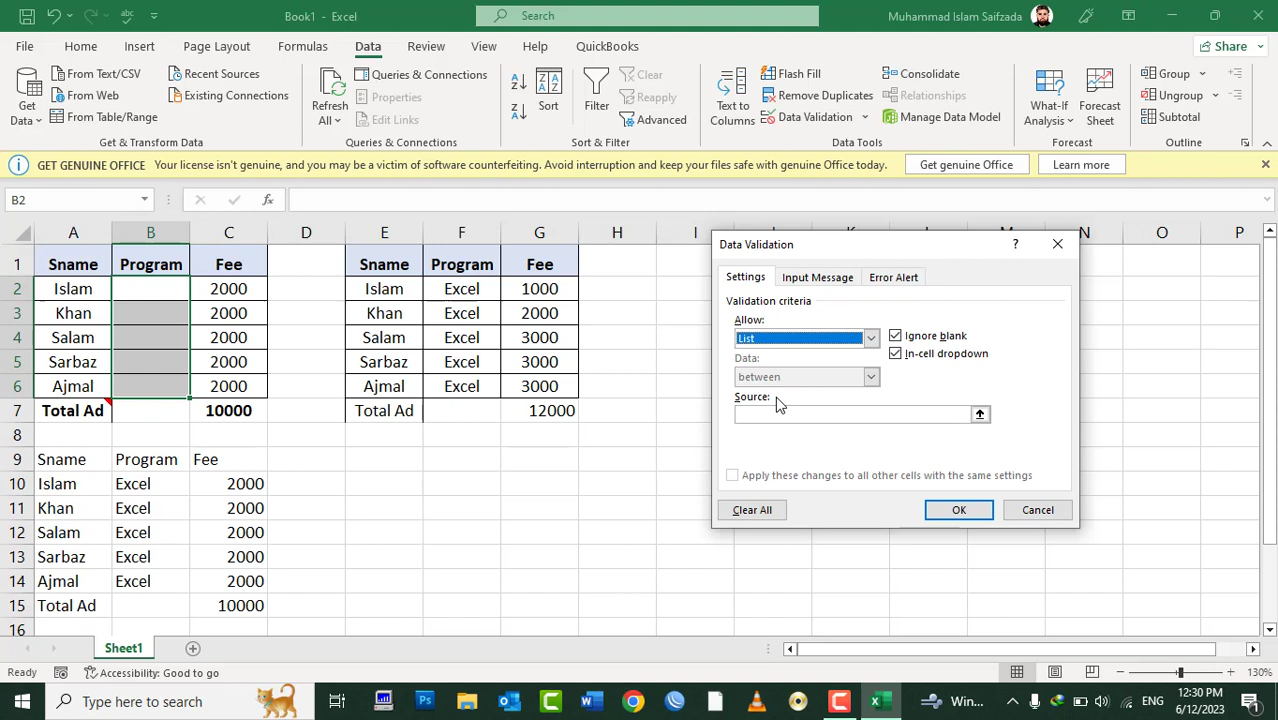 Book1 - Excel
Search
Muhammad Islam Saifzada
File Home Insert Page Layout Formulas Data Review View Help QuickBooks Share
Get Data
From Text/CSV
From Web
From Table/Range
Recent Sources
Existing Connections
Get & Transform Data
Refresh All
Queries & Connections
Properties
Edit Links
Queries & Connections
Sort
Filter
Clear
Reapply
Advanced
Sort & Filter
Text to Columns
Flash Fill
Remove Duplicates
Data Validation
Consolidate
Relationships
Manage Data Model
Data Tools
What-If Analysis
Forecast Sheet
Forecast
Group
Ungroup
Subtotal
Outline
GET GENUINE OFFICE Your license isn't genuine, and you may be a victim of software counterfeiting. Avoid interruption and keep your files safe with genuine Office today. Get genuine Office Learn more
B2 fx
A B C D E F G H I N O P
1 Sname Program Fee Sname Program Fee
2 Islam 2000 Islam Excel 1000
3 Khan 2000 Khan Excel 2000
4 Salam 2000 Salam Excel 3000
5 Sarbaz 2000 Sarbaz Excel 3000
6 Ajmal 2000 Ajmal Excel 3000
7 Total Ad 10000 Total Ad 12000
8
9 Sname Program Fee
10 Islam Excel 2000
11 Khan Excel 2000
12 Salam Excel 2000
13 Sarbaz Excel 2000
14 Ajmal Excel 2000
15 Total Ad 10000
16
Data Validation ?
Settings Input Message Error Alert
Validation criteria
Allow:
List Ignore blank
Data: In-cell dropdown
between
Source:
Apply these changes to all other cells with the same settings
Clear All OK Cancel
Sheet1
Ready Accessibility: Good to go 130%
Type here to search
Win...
ENG
12:30 PM
6/12/2023
1